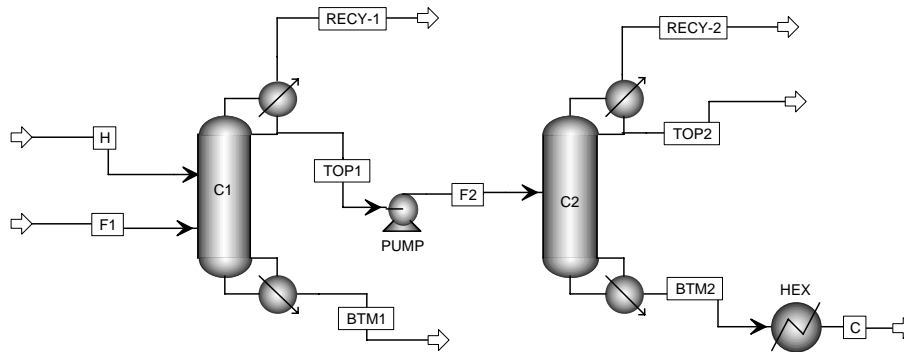 RECY-1
RECY-2
H
TOP2
C1
TOP1
F2
C2
F1
PUMP
BTM2
HEX
BTM1
C